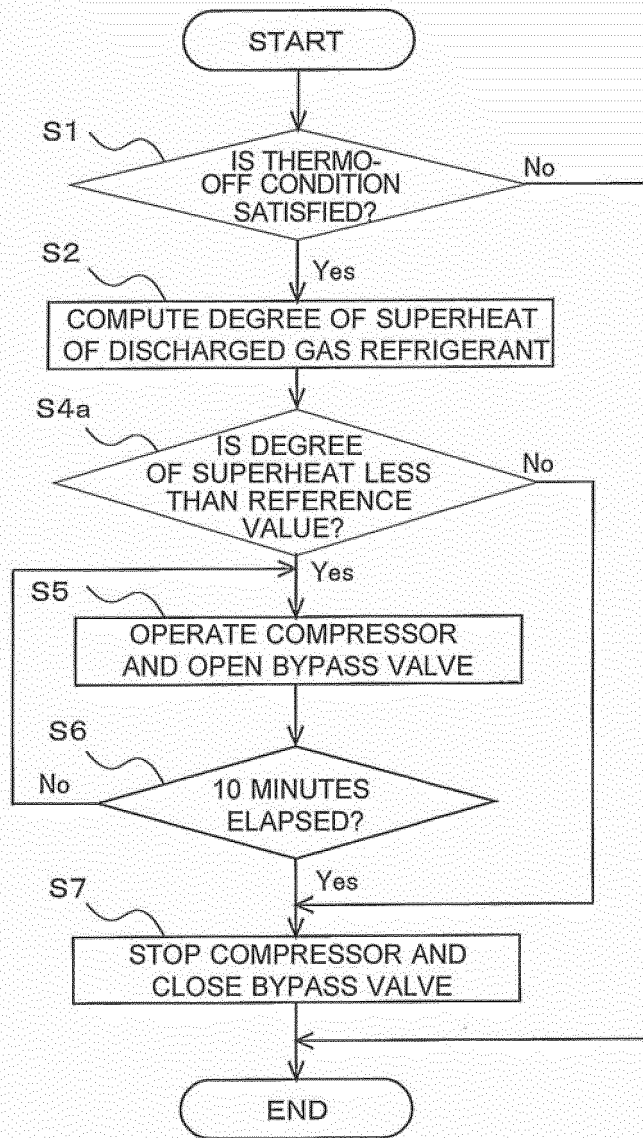 START
S1
IS THERMO-
OFF CONDITION
SATISFIED?
No
S2
Yes
COMPUTE DEGREE OF SUPERHEAT
OF DISCHARGED GAS REFRIGERANT
S4a
IS DEGREE
OF SUPERHEAT LESS
THAN REFERENCE
VALUE?
No
Yes
S5
OPERATE COMPRESSOR
AND OPEN BYPASS VALVE
S6
No
10 MINUTES
ELAPSED?
Yes
S7
STOP COMPRESSOR AND
CLOSE BYPASS VALVE
END